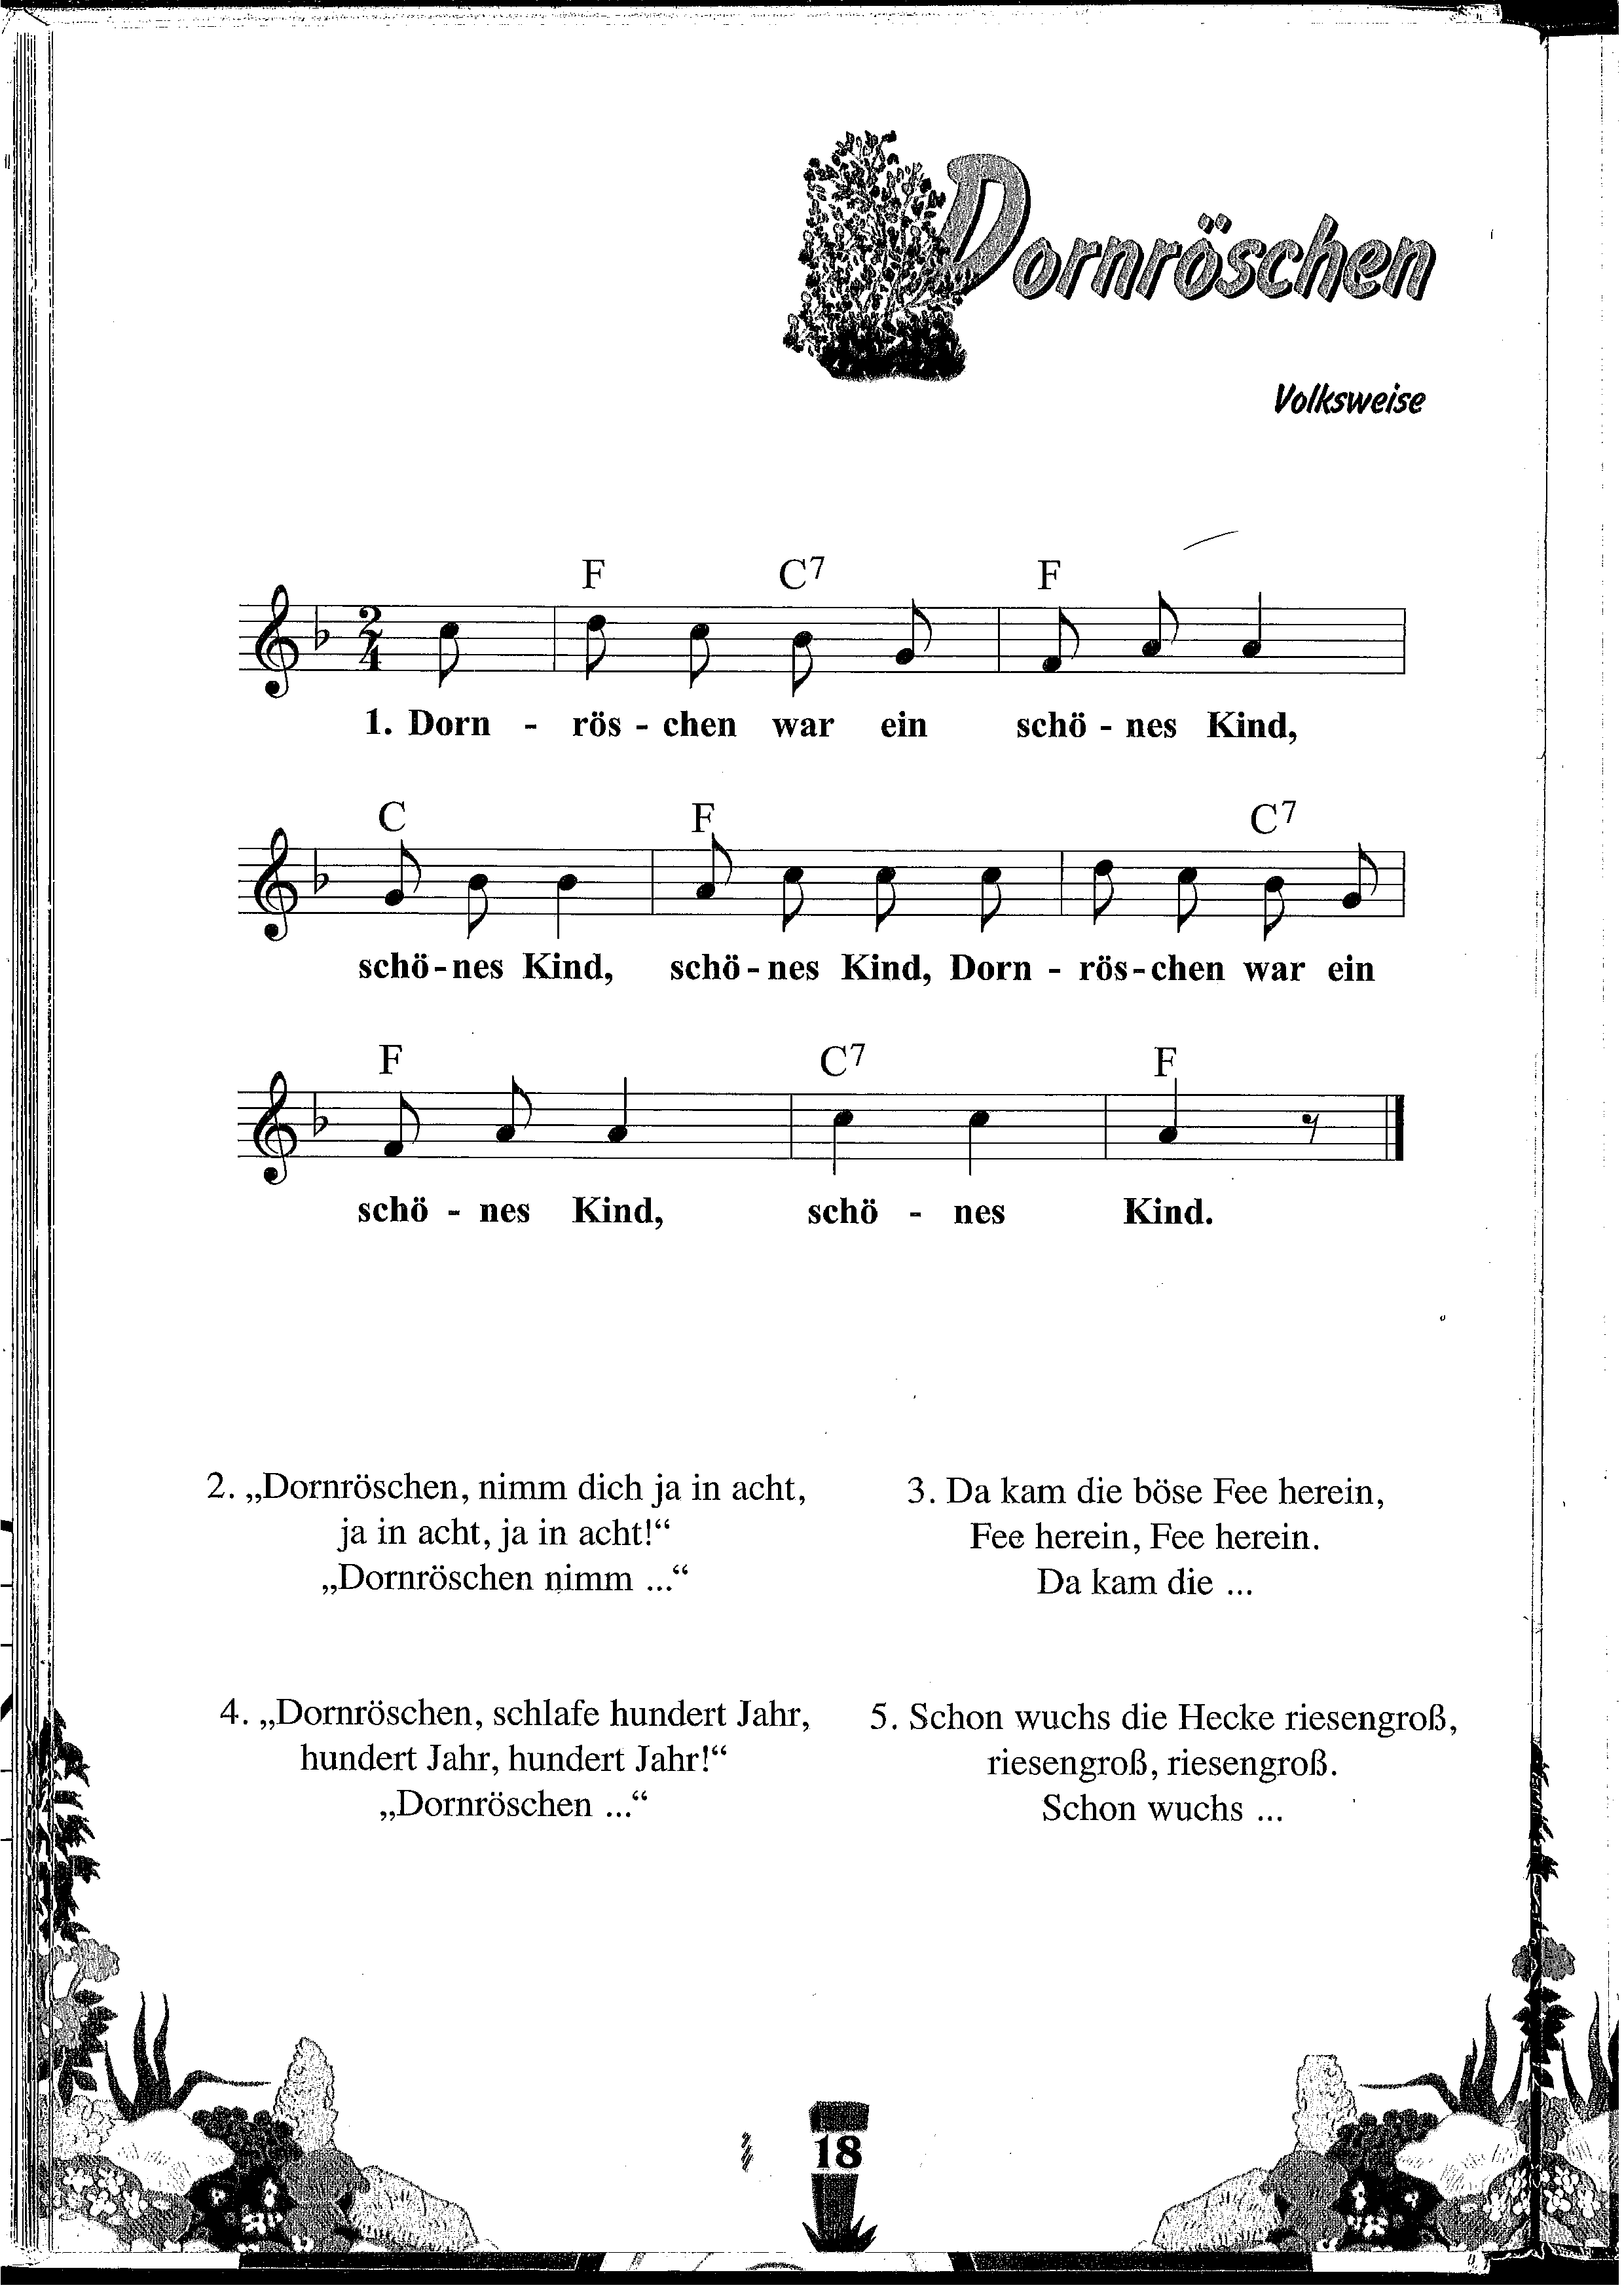 Dornröschen
Volksweise
F C7 F
1. Dorn - rös - chen war ein schö - nes Kind,
C F C7
schö - nes Kind, schö - nes Kind, Dorn - rös - chen war ein
F C7 F
schö - nes Kind, schö - nes Kind.
2. „Dornröschen, nimm dich ja in acht,
ja in acht, ja in acht!“
„Dornröschen nimm ...“
3. Da kam die böse Fee herein,
Fee herein, Fee herein.
Da kam die ...
4. „Dornröschen, schlafe hundert Jahr,
hundert Jahr, hundert Jahr!“
„Dornröschen ...“
5. Schon wuchs die Hecke riesengroß,
riesengroß, riesengroß.
Schon wuchs ...
18